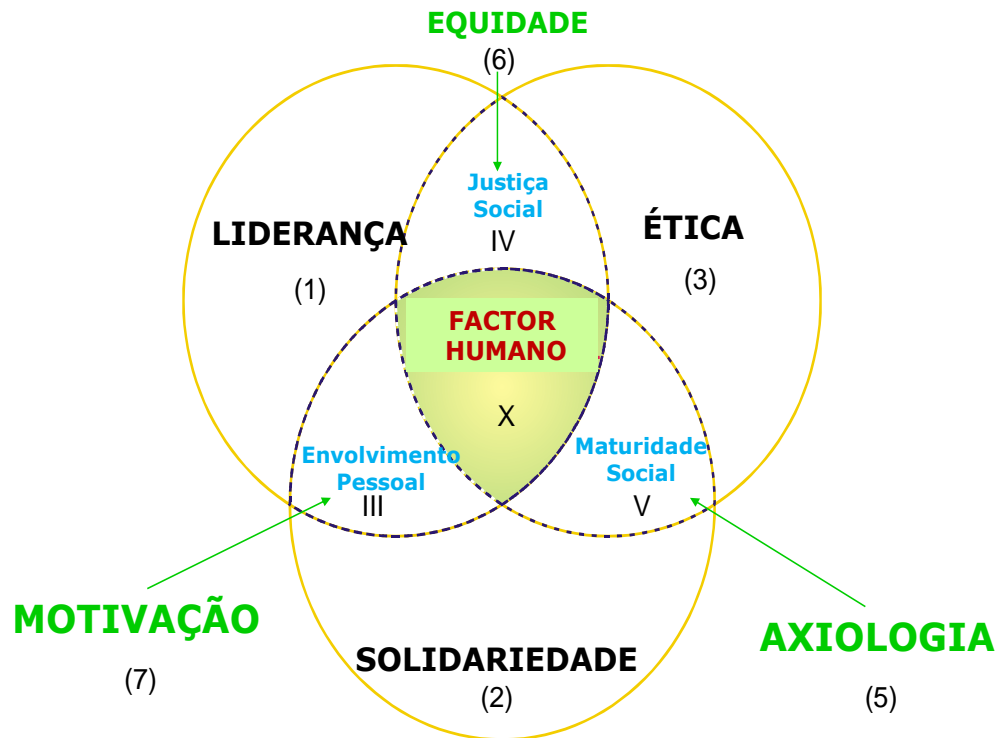 EQUIDADE
(6)
Justiça
Social
IV
LIDERANÇA
(1)
ÉTICA
(3)
FACTOR
HUMANO
X
Envolvimento
Pessoal
III
Maturidade
Social
V
MOTIVAÇÃO
(7)
SOLIDARIEDADE
(2)
AXIOLOGIA
(5)